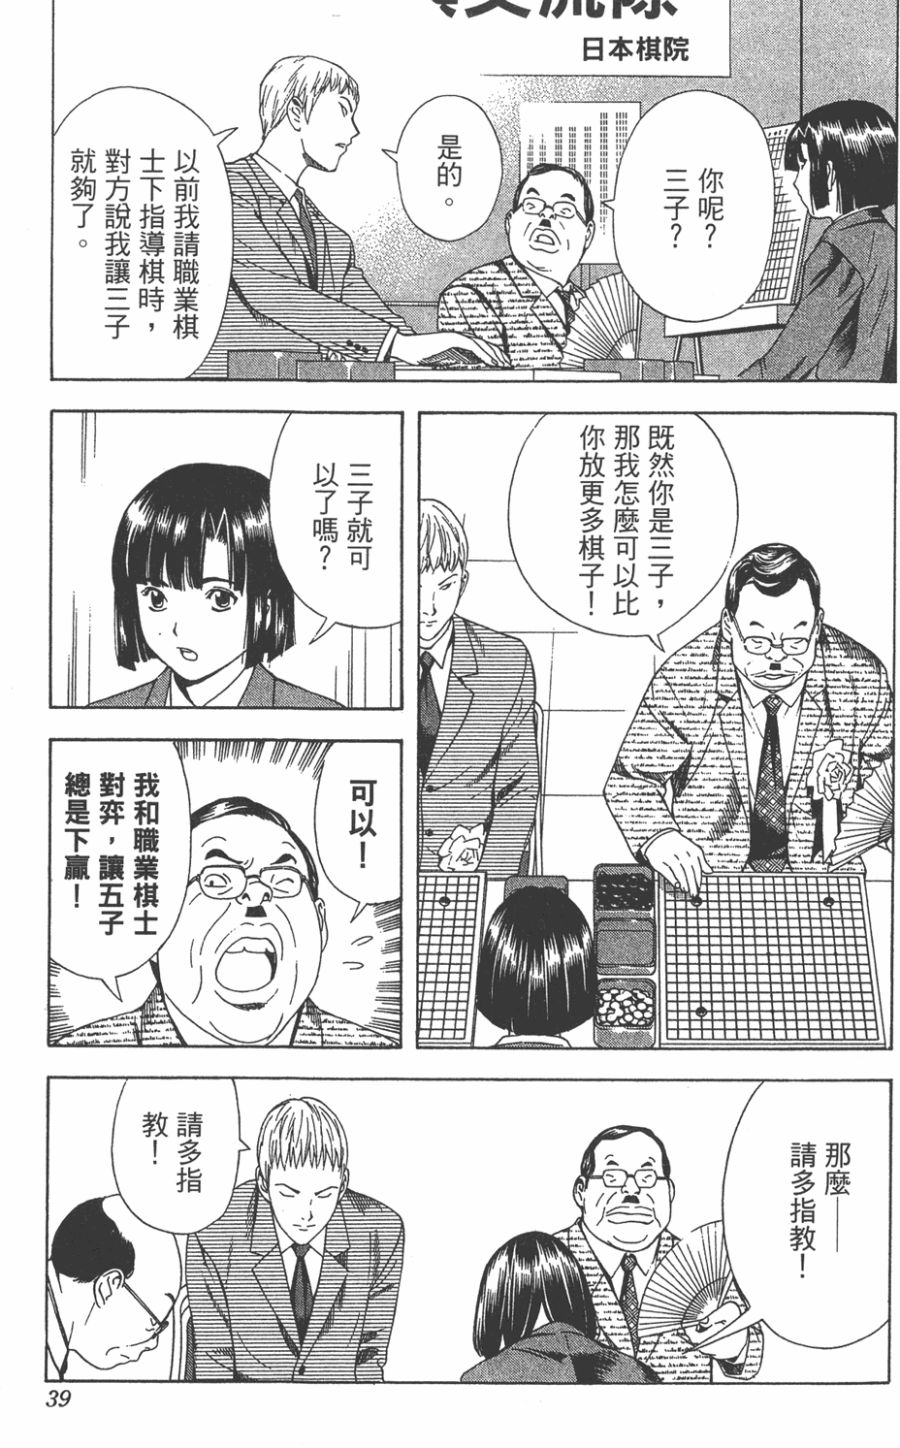 日本棋院
你呢？
三子？
是的。
以前我請職業棋
士下指導棋時，
對方說我讓三子
就夠了。
既然你是三子，
那我怎麼可以比
你放更多棋子！
三子就可
以了嗎？
可以！
我和職業棋士
對弈，讓五子
總是下贏！
那麼——
請多指教！
請多指
教！
39